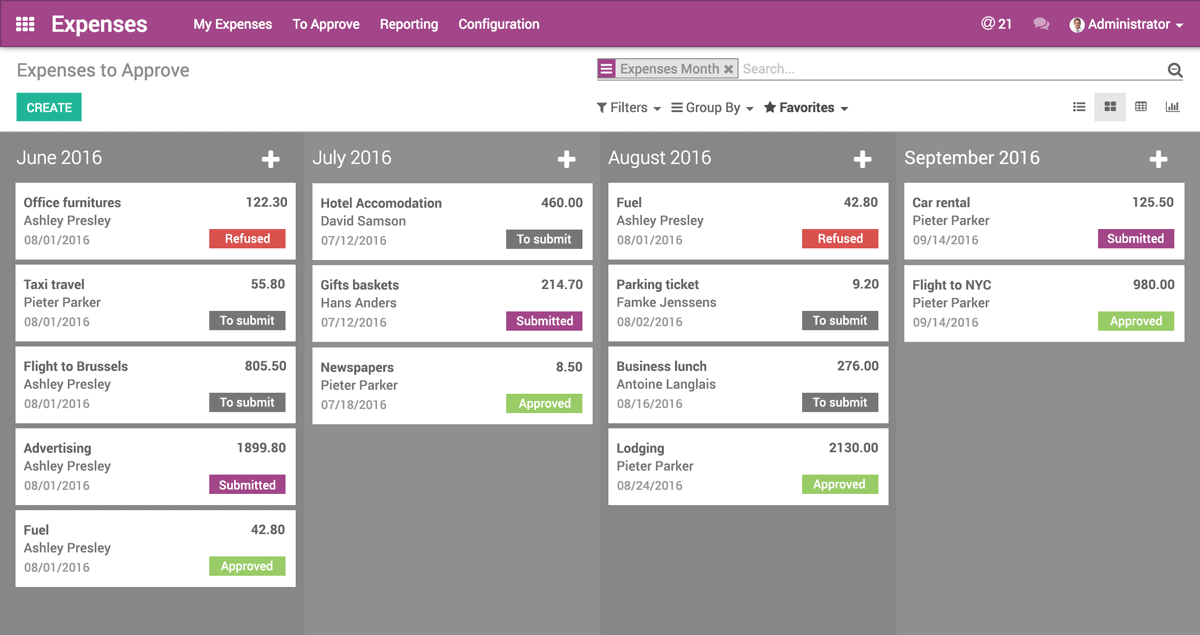 Expenses My Expenses To Approve Reporting Configuration @ 21 Administrator
Expenses to Approve
Expenses Month ✖ Search...
CREATE
Filters Group By Favorites
June 2016
Office furnitures 122.30
Ashley Presley
08/01/2016 Refused
Taxi travel 55.80
Pieter Parker
08/01/2016 To submit
Flight to Brussels 805.50
Ashley Presley
08/01/2016 To submit
Advertising 1899.80
Ashley Presley
08/01/2016 Submitted
Fuel 42.80
Ashley Presley
08/01/2016 Approved
July 2016
Hotel Accomodation 460.00
David Samson
07/12/2016 To submit
Gifts baskets 214.70
Hans Anders
07/12/2016 Submitted
Newspapers 8.50
Pieter Parker
07/18/2016 Approved
August 2016
Fuel 42.80
Ashley Presley
08/01/2016 Refused
Parking ticket 9.20
Famke Jenssens
08/02/2016 To submit
Business lunch 276.00
Antoine Langlais
08/16/2016 To submit
Lodging 2130.00
Pieter Parker
08/24/2016 Approved
September 2016
Car rental 125.50
Pieter Parker
09/14/2016 Submitted
Flight to NYC 980.00
Pieter Parker
09/14/2016 Approved